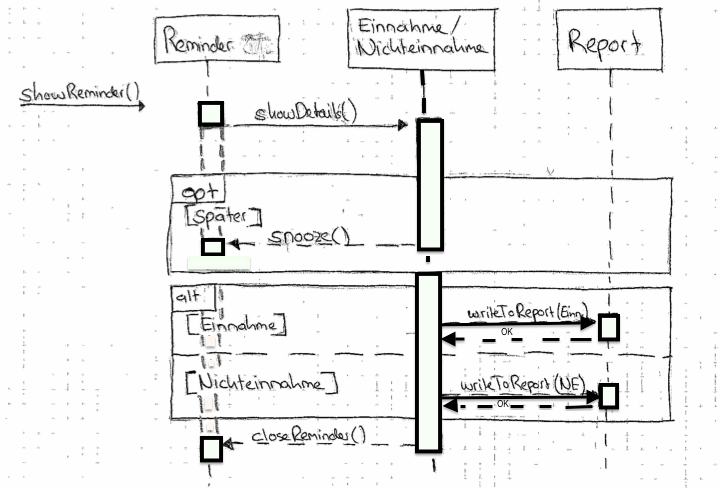 Reminder
Einnahme/
Nichteinnahme
Report
showReminder()
showDetails()
opt
[später]
snooze()
alt
[Einnahme]
writeToReport(Einn.)
OK
[Nichteinnahme]
writeToReport(NE)
OK
closeReminder()